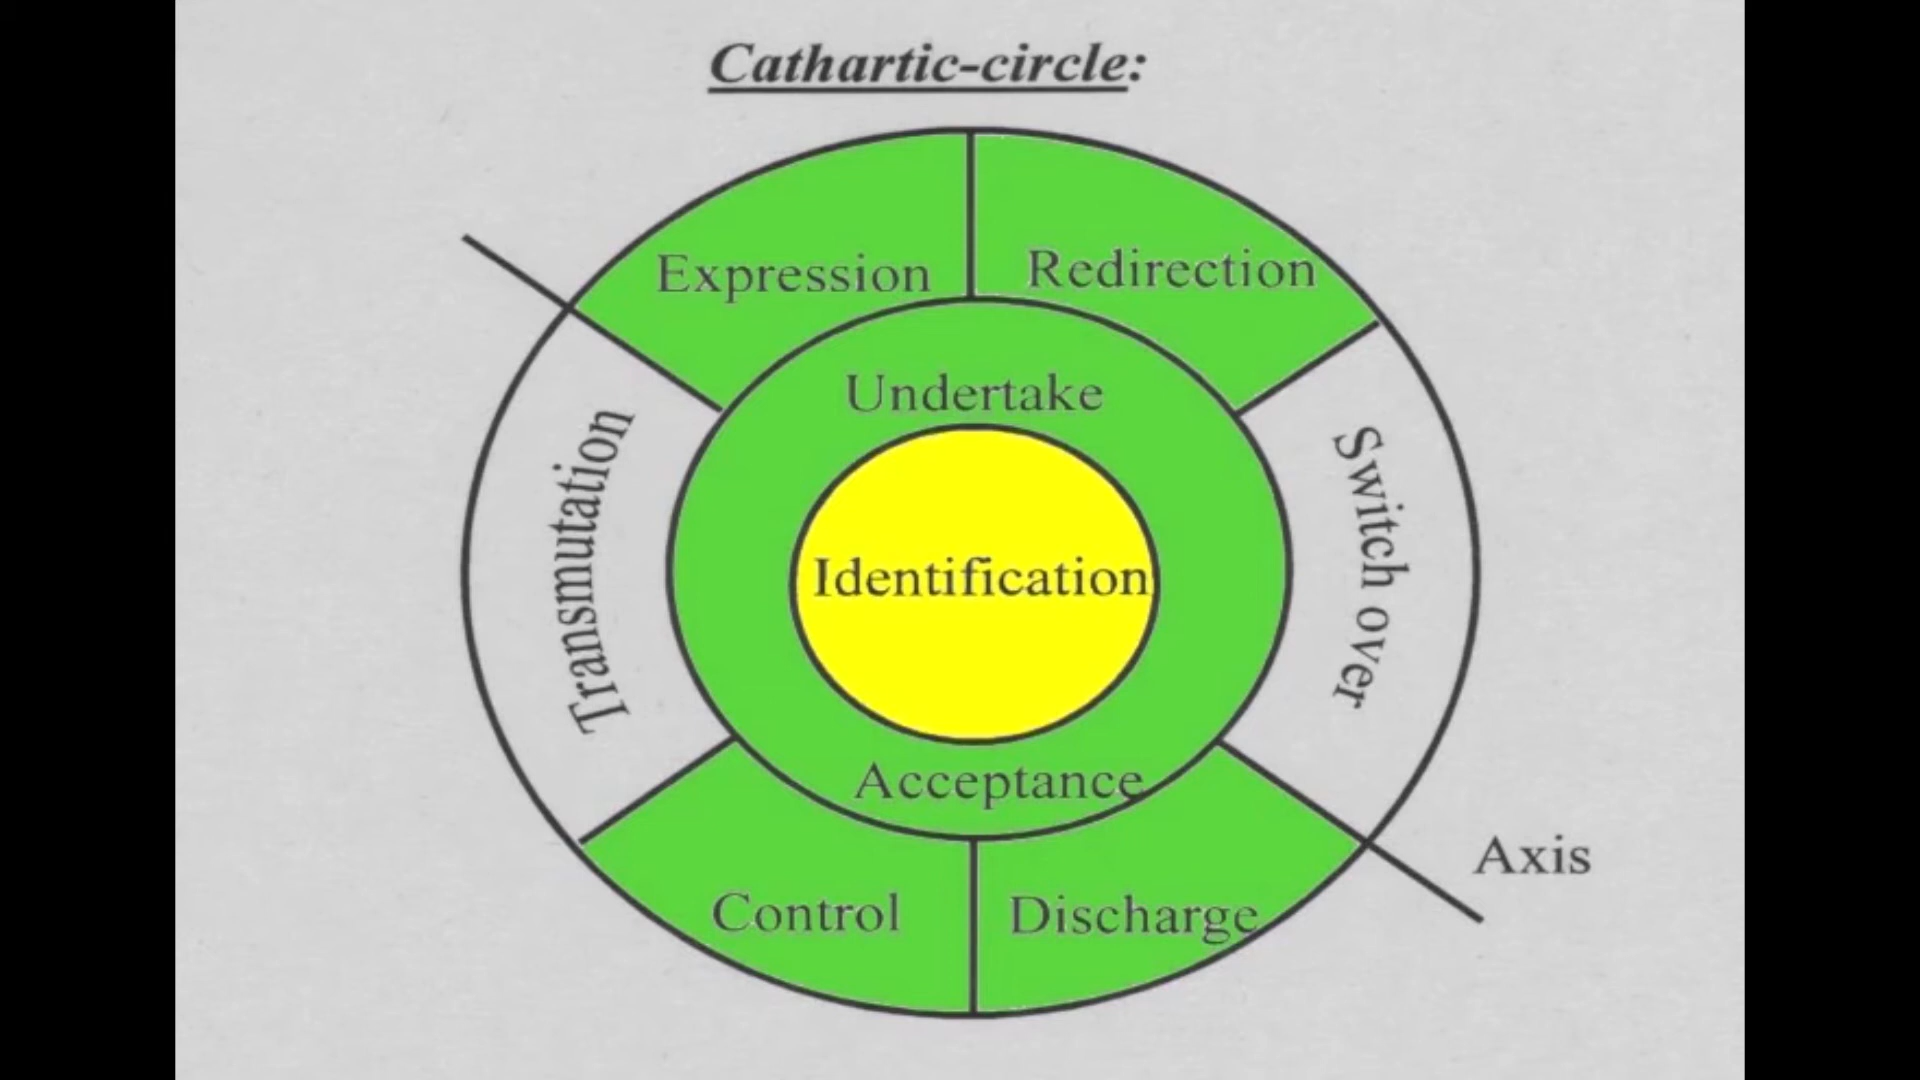 Cathartic-circle:
Expression
Redirection
Undertake
Transmutation
Identification
Switch over
Acceptance
Axis
Control
Discharge